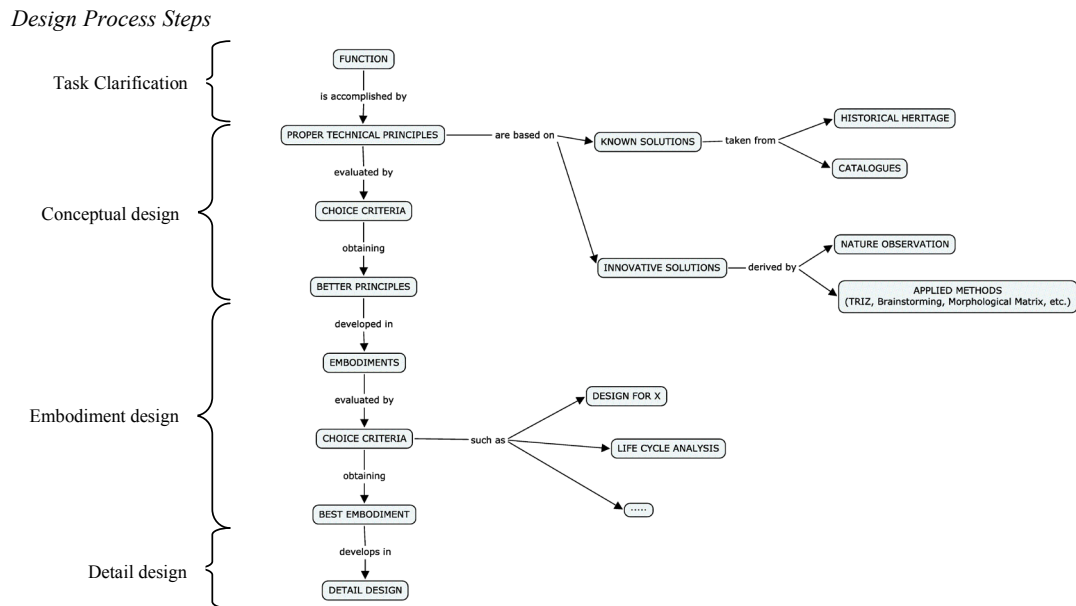 Design Process Steps
Task Clarification
Conceptual design
Embodiment design
Detail design
FUNCTION
is accomplished by
PROPER TECHNICAL PRINCIPLES
are based on
KNOWN SOLUTIONS
taken from
HISTORICAL HERITAGE
CATALOGUES
INNOVATIVE SOLUTIONS
derived by
NATURE OBSERVATION
APPLIED METHODS
(TRIZ, Brainstorming, Morphological Matrix, etc.)
evaluated by
CHOICE CRITERIA
obtaining
BETTER PRINCIPLES
developed in
EMBODIMENTS
evaluated by
CHOICE CRITERIA
such as
DESIGN FOR X
LIFE CYCLE ANALYSIS
.....
obtaining
BEST EMBODIMENT
develops in
DETAIL DESIGN